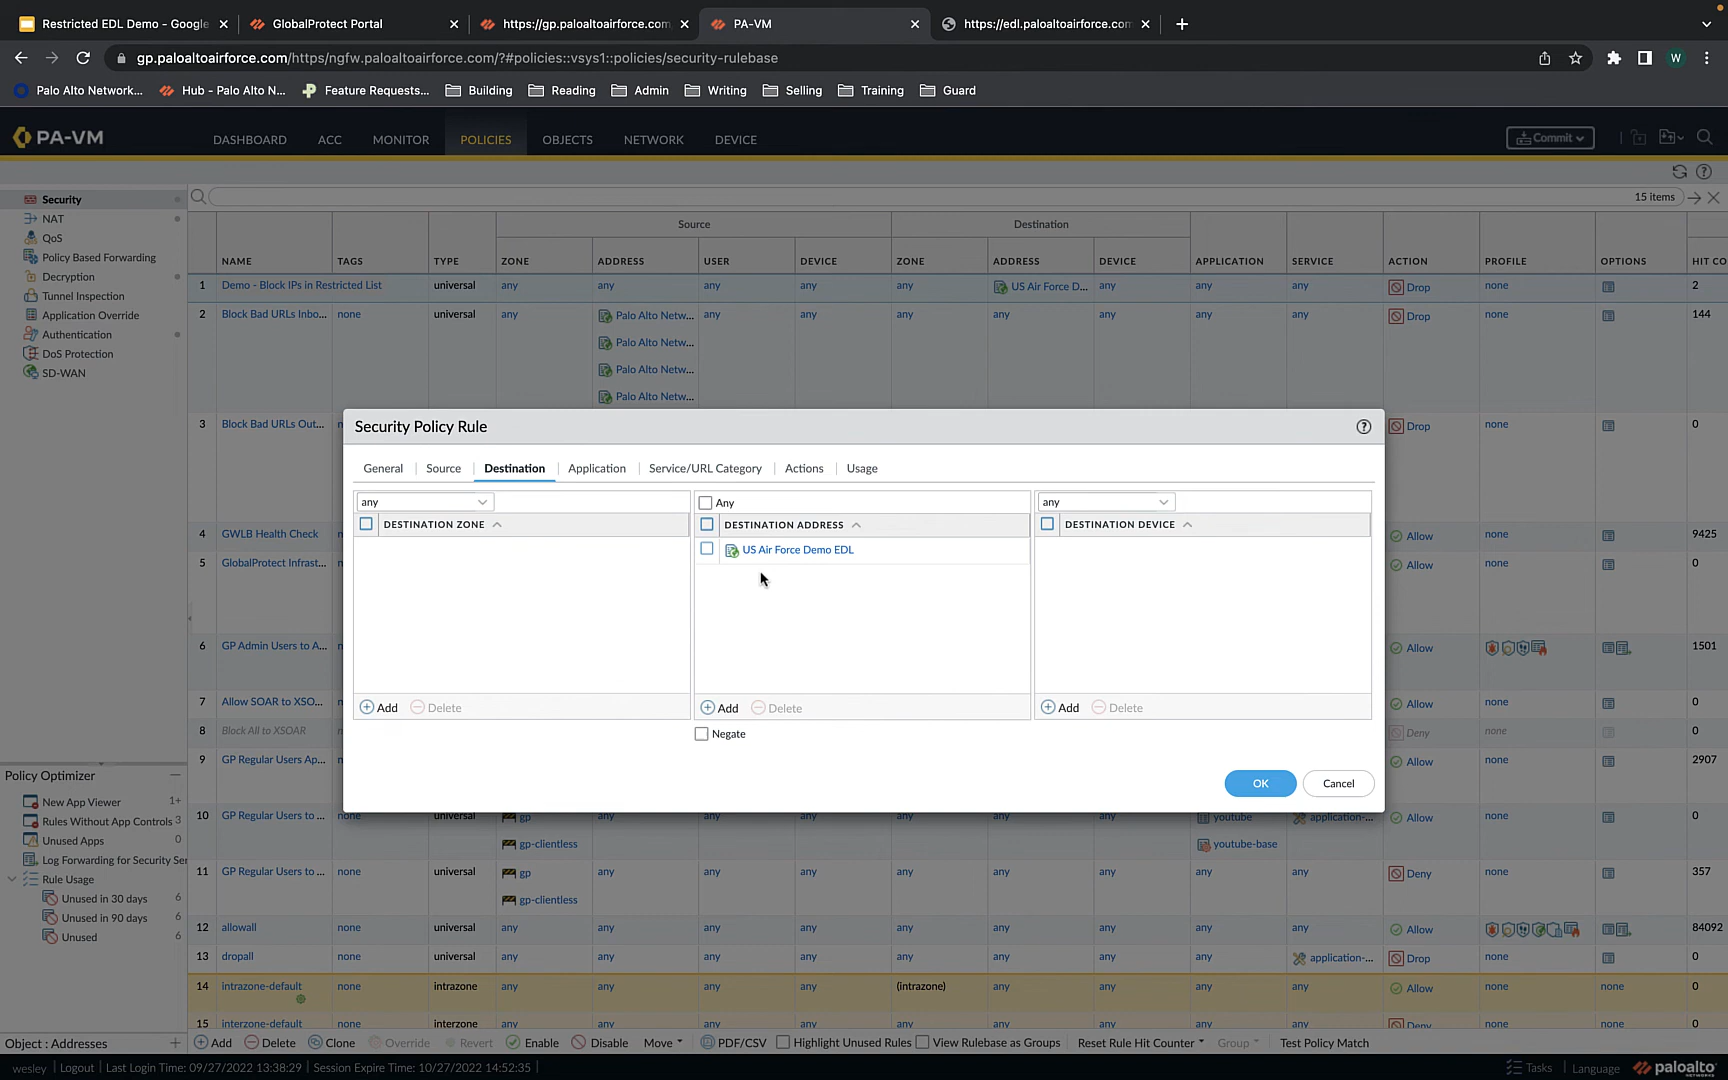 Restricted EDL Demo - Google
GlobalProtect Portal
https://gp.paloaltoairforce.com
PA-VM
https://edl.paloaltoairforce.com
gp.paloaltoairforce.com/https/ngfw.paloaltoairforce.com/?#policies::vsys1::policies/security-rulebase
W
Palo Alto Network... Hub - Palo Alto N... Feature Requests... Building Reading Admin Writing Selling Training Guard
PA-VM DASHBOARD ACC MONITOR POLICIES OBJECTS NETWORK DEVICE Commit
Security
NAT
QoS
Policy Based Forwarding
Decryption
Tunnel Inspection
Application Override
Authentication
DoS Protection
SD-WAN
15 items
Source Destination
NAME TAGS TYPE ZONE ADDRESS USER DEVICE ZONE ADDRESS DEVICE APPLICATION SERVICE ACTION PROFILE OPTIONS HIT CO
1 Demo - Block IPs in Restricted List universal any any any any any US Air Force D... any any any Drop none 2
2 Block Bad URLs Inbo... none universal any Palo Alto Netw... any any any any any any any Drop none 144
Palo Alto Netw...
Palo Alto Netw...
Palo Alto Netw...
3 Block Bad URLs Out... Drop none 0
4 GWLB Health Check Allow none 9425
5 GlobalProtect Infrast... Allow none 0
6 GP Admin Users to A... Allow 1501
7 Allow SOAR to XSO... Allow none 0
8 Block All to XSOAR Deny none 0
9 GP Regular Users Ap... Allow none 2907
10 GP Regular Users to ... none universal gp any any any any any any youtube application-... Allow none 0
gp-clientless youtube-base
11 GP Regular Users to ... none universal gp any any any any any any any any Deny none 357
gp-clientless
12 allowall none universal any any any any any any any any any Allow 84092
13 dropall none universal any any any any any any any any application-... Drop none 0
14 intrazone-default none intrazone any any any any (intrazone) any any any any Allow none none 0
15 interzone-default none interzone any any any any any any any any any Deny none none 0
Security Policy Rule
General Source Destination Application Service/URL Category Actions Usage
any
DESTINATION ZONE
Add Delete
Any
DESTINATION ADDRESS
US Air Force Demo EDL
Add Delete
Negate
any
DESTINATION DEVICE
Add Delete
OK Cancel
Policy Optimizer
New App Viewer 1+
Rules Without App Controls 3
Unused Apps 0
Log Forwarding for Security Ser
Rule Usage
Unused in 30 days 6
Unused in 90 days 6
Unused 6
Object : Addresses
Add Delete Clone Override Revert Enable Disable Move PDF/CSV Highlight Unused Rules View Rulebase as Groups Reset Rule Hit Counter Group Test Policy Match
wesley | Logout | Last Login Time: 09/27/2022 13:38:29 | Session Expire Time: 10/27/2022 14:52:35 |
Tasks | Language paloalto NETWORKS